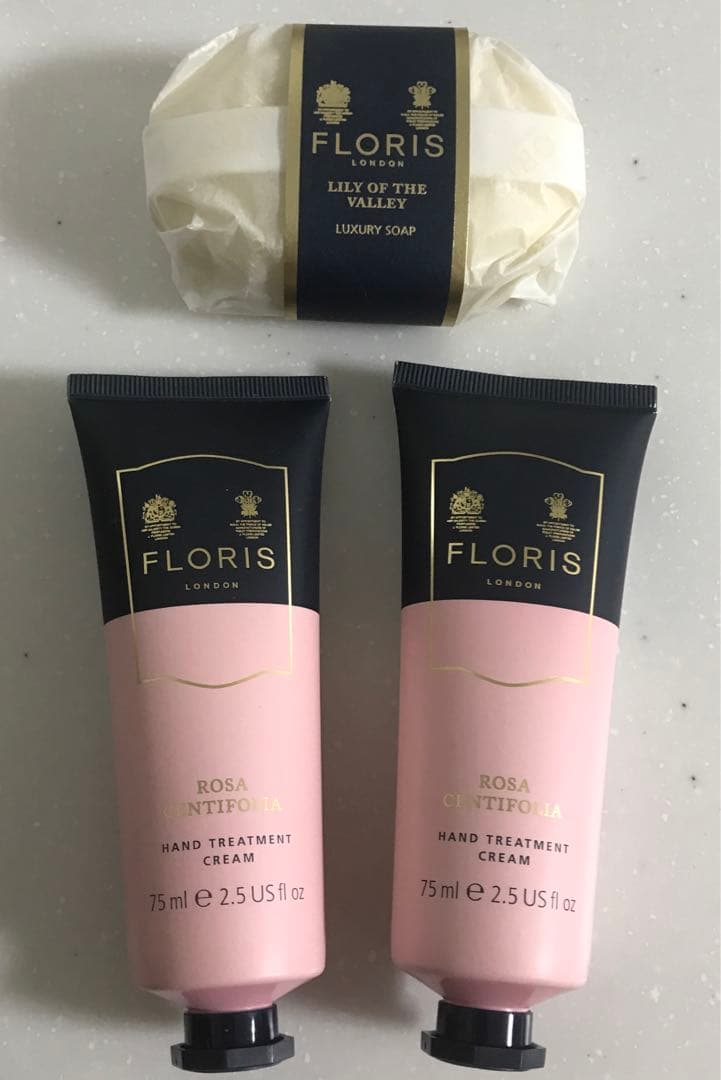 FLORIS
LONDON
LILY OF THE
VALLEY
LUXURY SOAP
FLORIS
LONDON
ROSA
CENTIFOLIA
HAND TREATMENT
CREAM
75 ml e 2.5 US fl oz
FLORIS
LONDON
ROSA
CENTIFOLIA
HAND TREATMENT
CREAM
75 ml e 2.5 US fl oz